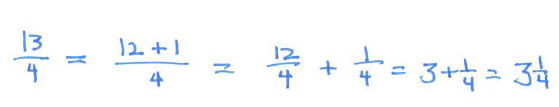 13/4 = (12+1)/4 = 12/4 + 1/4 = 3 + 1/4 = 3 1/4